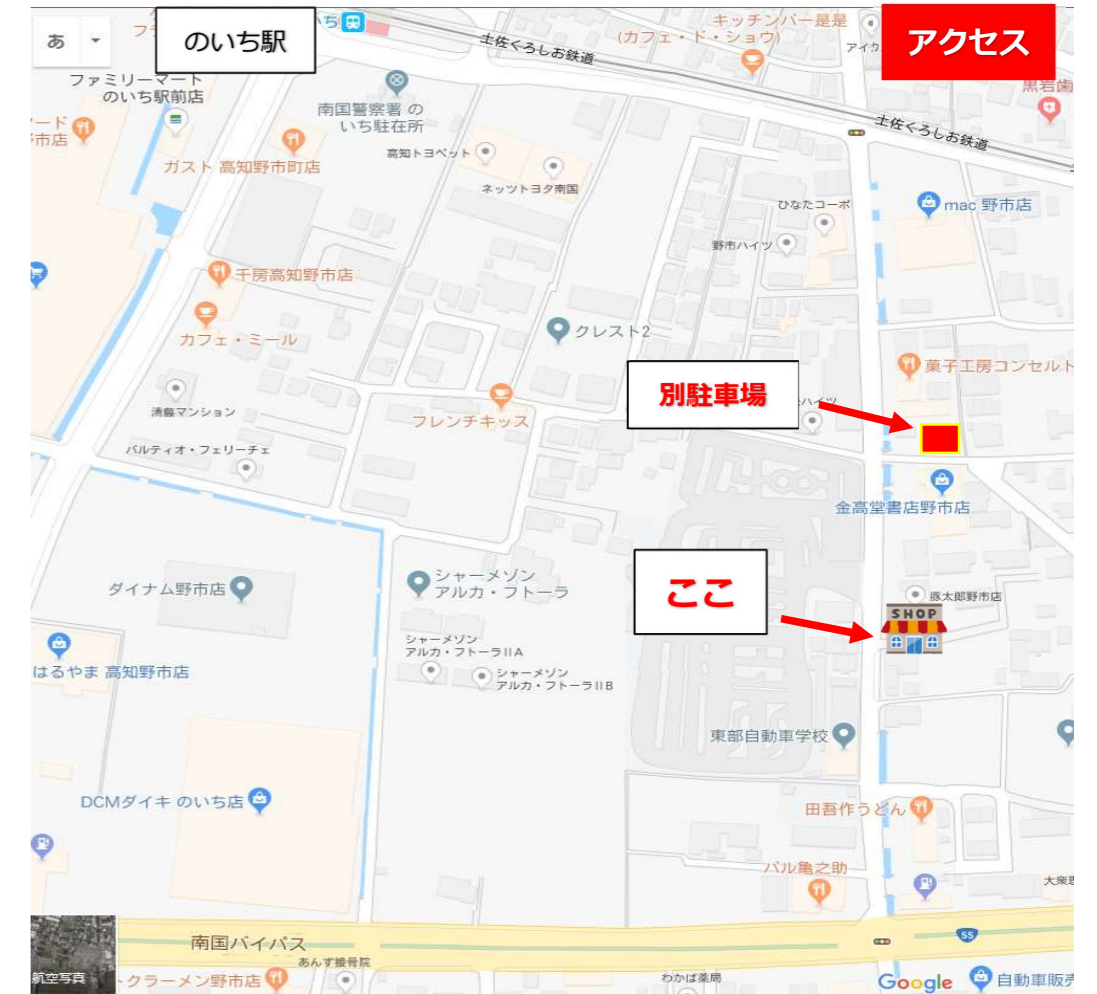 あ
のいち駅
ち
キッチンバー是是
(カフェ・ド・ショウ)
アクセス
土佐くろしお鉄道
ファミリーマート
のいち駅前店
南国警察署 の
いち駐在所
土佐くろしお鉄道
市店
ガスト 高知野市町店
高知トヨペット
ネッツトヨタ南国
ひなたコーポ
mac 野市店
野市ハイツ
千房高知野市店
カフェ・ミール
クレスト2
別駐車場
菓子工房コンセルト
ハイツ
清藤マンション
フレンチキッス
パルティオ・フェリーチェ
金高堂書店野市店
ここ
ダイナム野市店
シャーメゾン
アルカ・フトーラ
豚太郎野市店
SHOP
シャーメゾン
アルカ・フトーラIIA
シャーメゾン
アルカ・フトーラIIB
はるやま 高知野市店
東部自動車学校
DCMダイキ のいち店
田吾作うどん
バル亀之助
南国バイパス
55
あんず接骨院
航空写真
クラーメン野市店
わかば薬局
Google
自動車販売